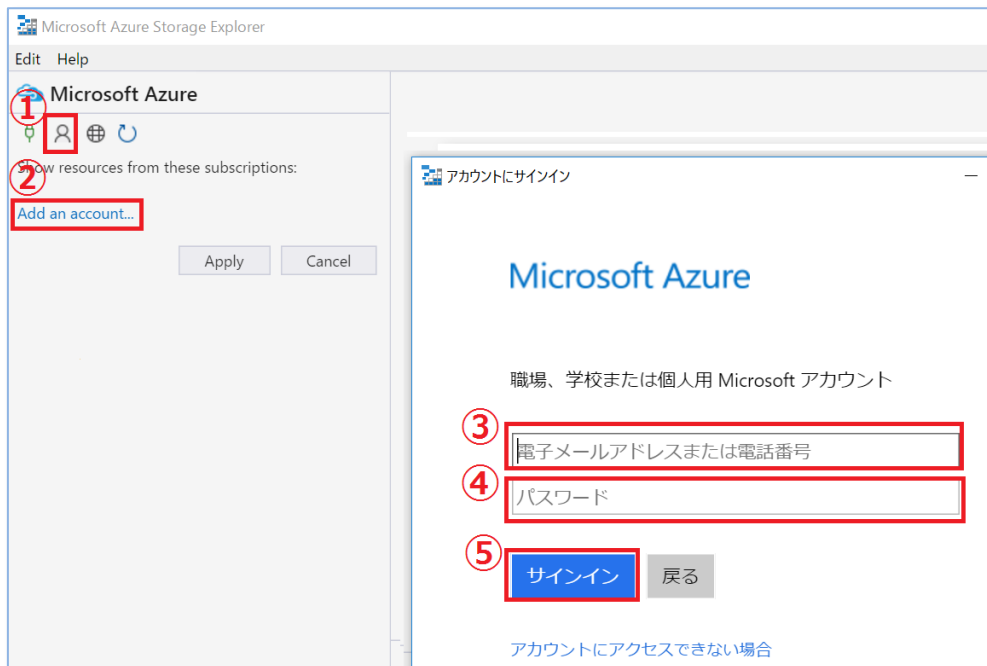 Microsoft Azure Storage Explorer
Edit Help
Microsoft Azure
①
②
Show resources from these subscriptions:
Add an account...
Apply Cancel
アカウントにサインイン
Microsoft Azure
職場、学校または個人用 Microsoft アカウント
③
電子メールアドレスまたは電話番号
④
パスワード
⑤
サインイン 戻る
アカウントにアクセスできない場合